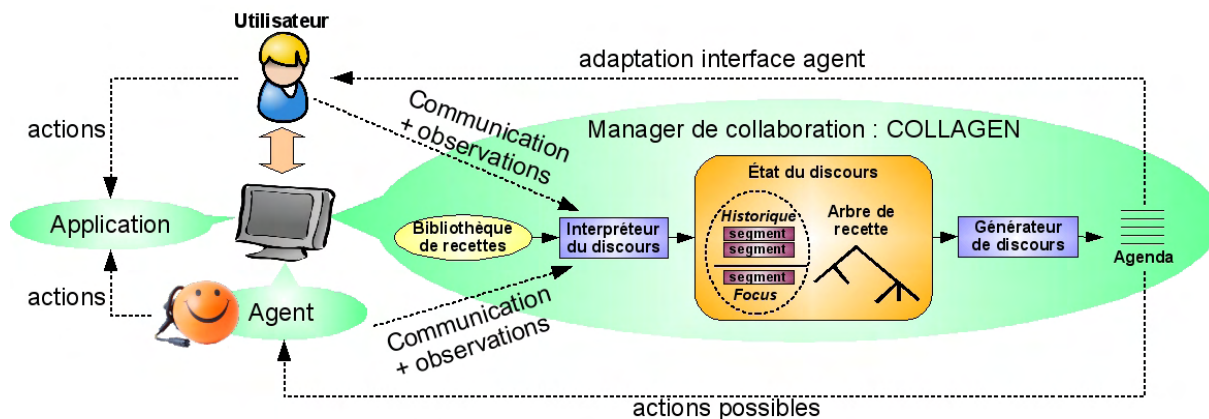 Utilisateur
adaptation interface agent
actions
Communication
+ observations
Manager de collaboration : COLLAGEN
État du discours
Application
Bibliothèque
de recettes
Interpréteur
du discours
Historique
segment
segment
segment
Focus
Arbre de
recette
Générateur
de discours
Agenda
actions
Agent
Communication
+ observations
actions possibles